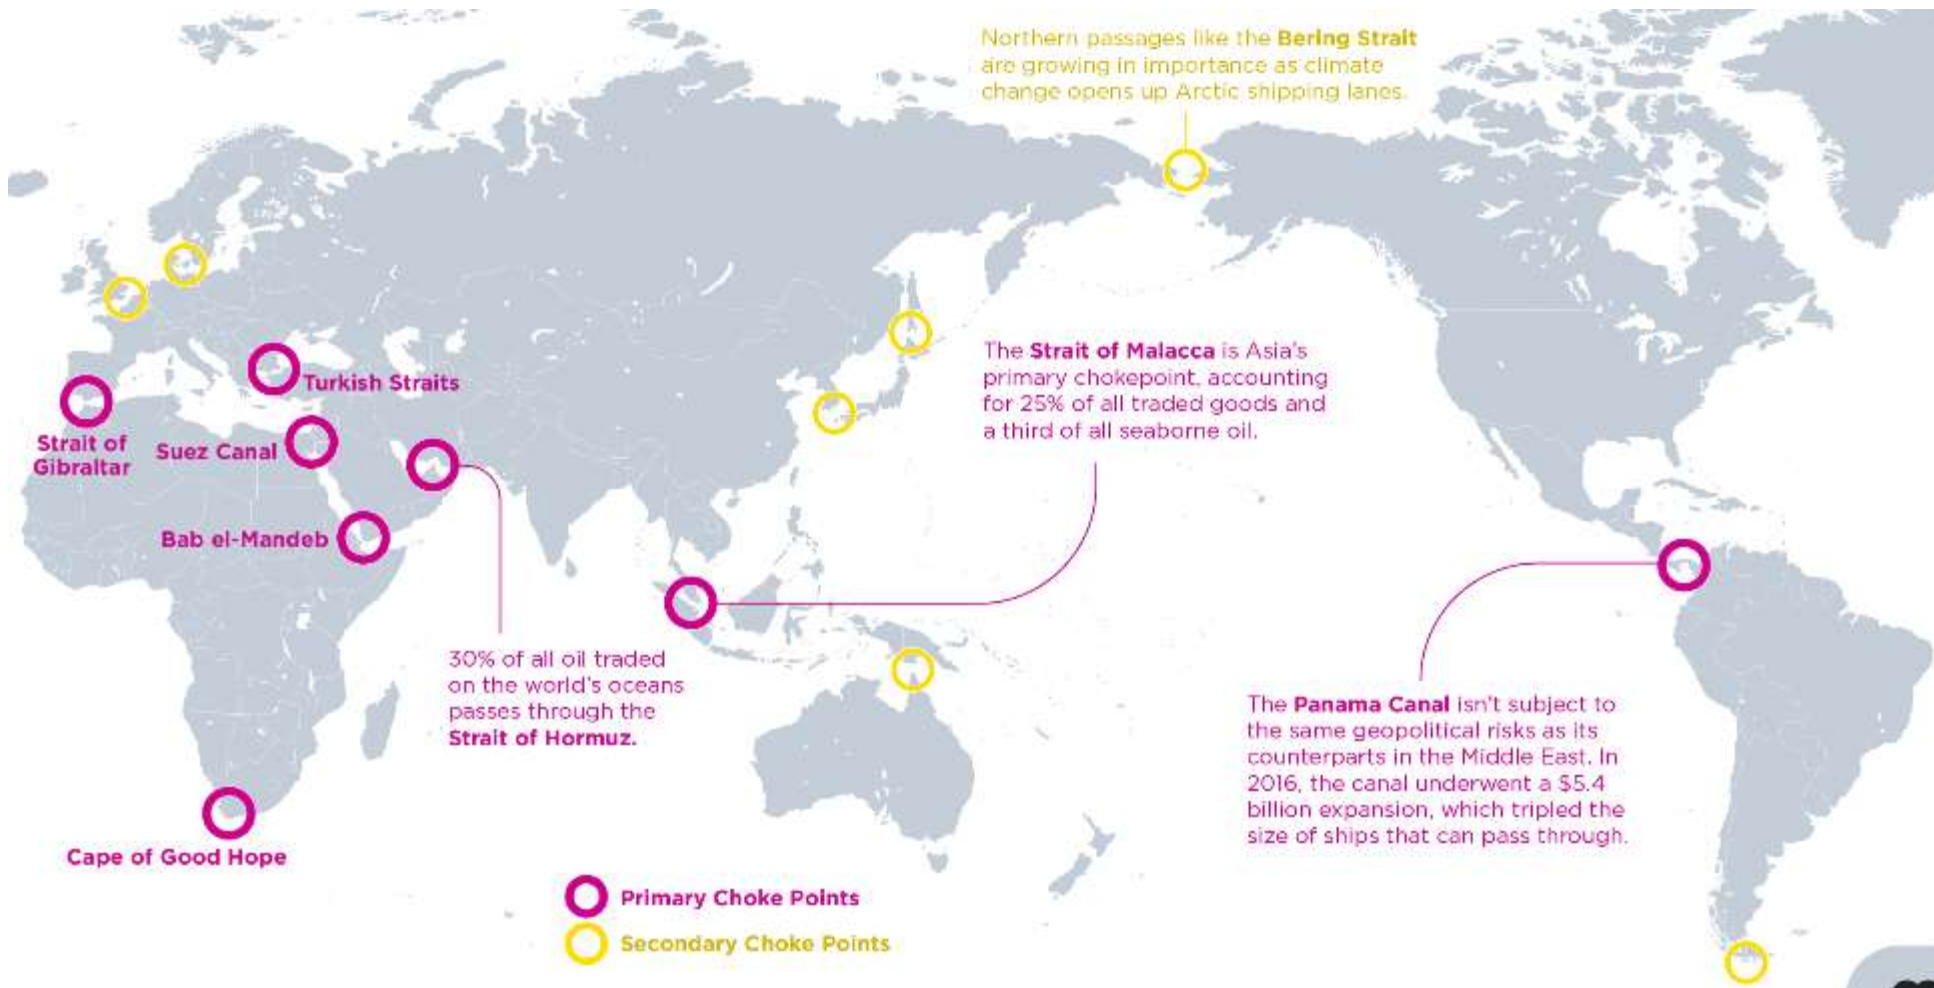 Northern passages like the Bering Strait
are growing in importance as climate
change opens up Arctic shipping lanes.
The Strait of Malacca is Asia's
primary chokepoint, accounting
for 25% of all traded goods and
a third of all seaborne oil.
Turkish Straits
Strait of
Gibraltar
Suez Canal
Bab el-Mandeb
30% of all oil traded
on the world's oceans
passes through the
Strait of Hormuz.
The Panama Canal isn't subject to
the same geopolitical risks as its
counterparts in the Middle East. In
2016, the canal underwent a $5.4
billion expansion, which tripled the
size of ships that can pass through.
Cape of Good Hope
Primary Choke Points
Secondary Choke Points